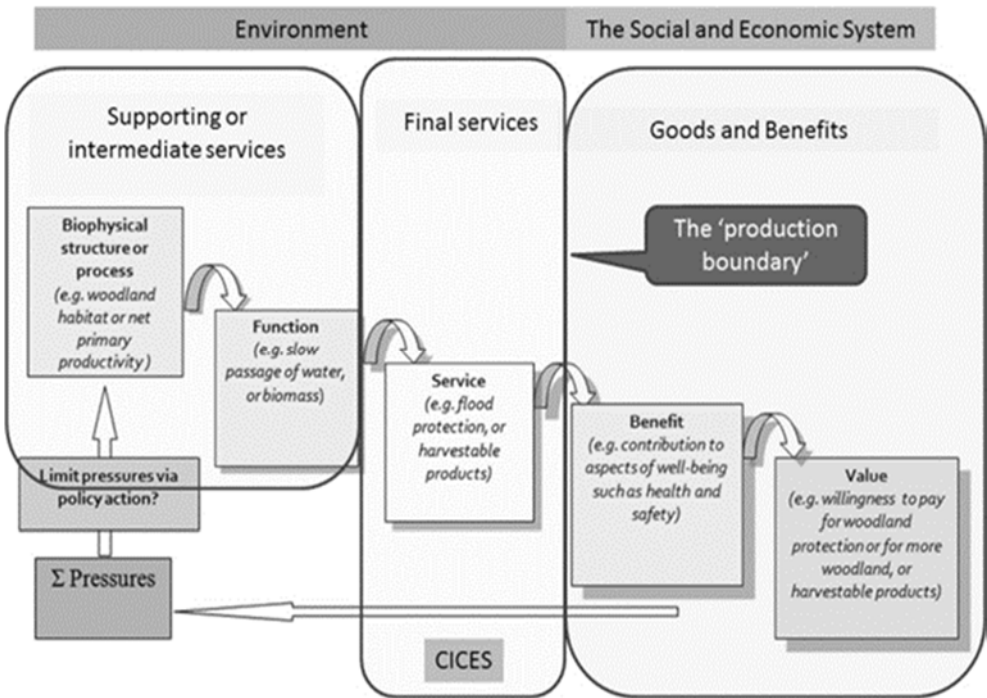 Environment
The Social and Economic System
Supporting or
intermediate services
Final services
Goods and Benefits
Biophysical
structure or
process
(e.g. woodland
habitat or net
primary
productivity)
Function
(e.g. slow
passage of water,
or biomass)
Service
(e.g. flood
protection, or
harvestable
products)
The ‘production
boundary’
Benefit
(e.g. contribution to
aspects of well-being
such as health and
safety)
Value
(e.g. willingness to pay
for woodland
protection or for more
woodland, or
harvestable products)
Limit pressures via
policy action?
Σ Pressures
CICES